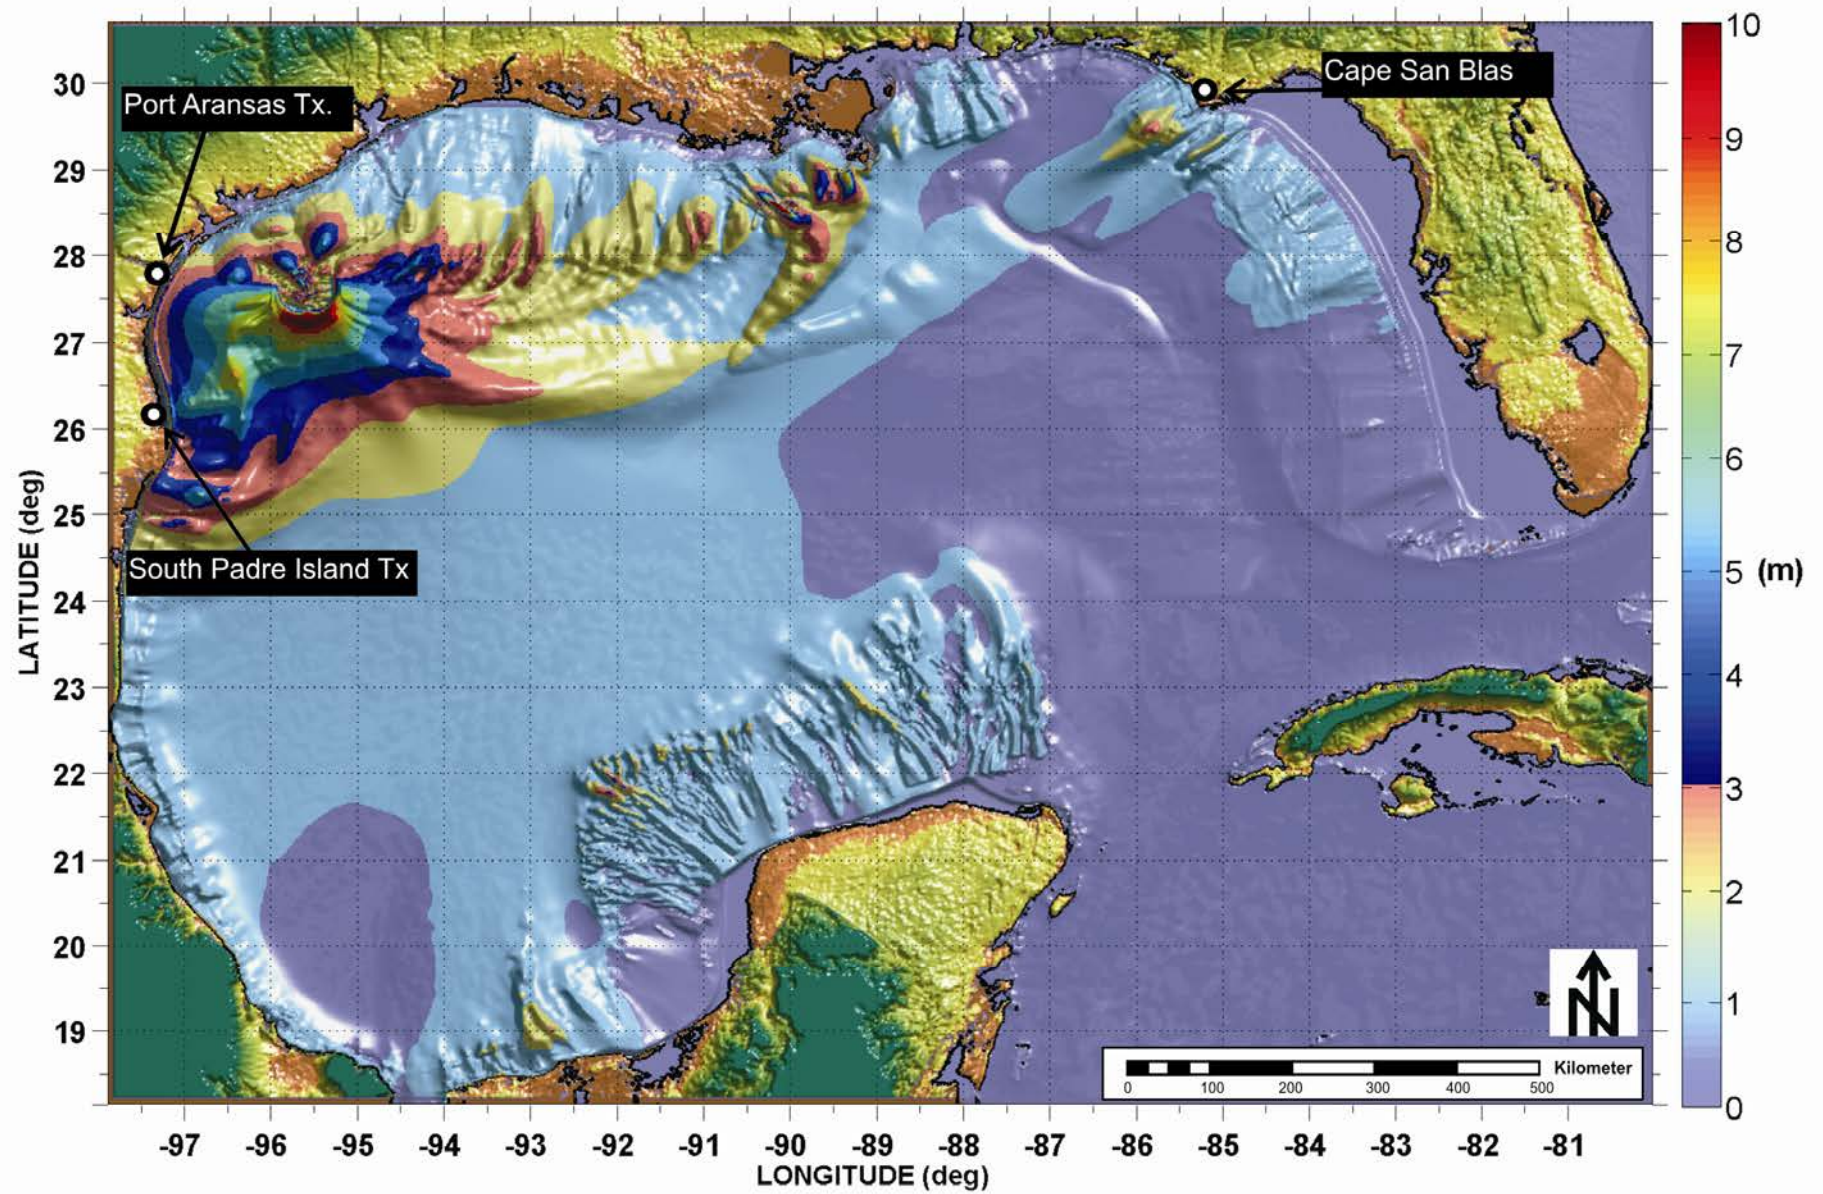 Port Aransas Tx.
Cape San Blas
South Padre Island Tx
30
29
28
27
26
25
24
23
22
21
20
19
LATITUDE (deg)
-97 -96 -95 -94 -93 -92 -91 -90 -89 -88 -87 -86 -85 -84 -83 -82 -81
LONGITUDE (deg)
10
9
8
7
6
5
4
3
2
1
0
(m)
N
Kilometer
0 100 200 300 400 500